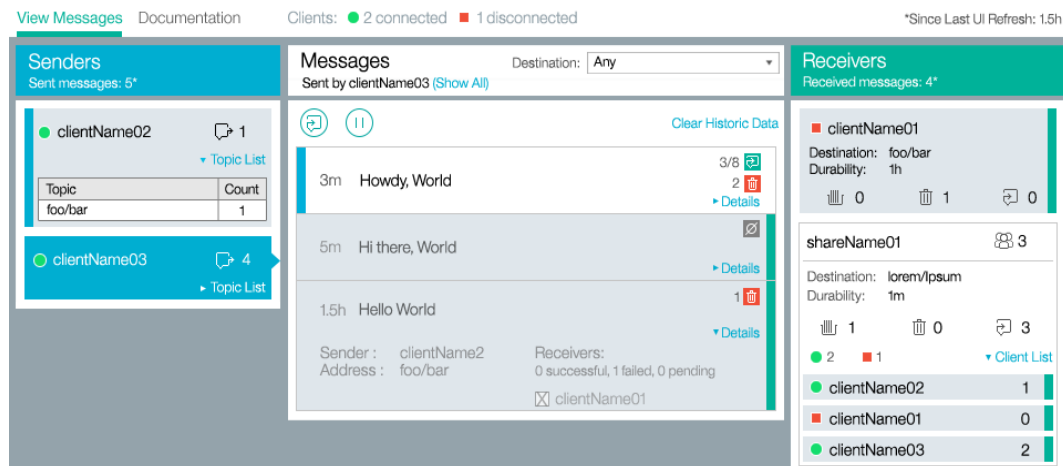 View Messages Documentation Clients: 2 connected 1 disconnected *Since Last UI Refresh: 1.5h
Senders
Sent messages: 5*
clientName02 1
Topic List
Topic Count
foo/bar 1
clientName03 4
Topic List
Messages Destination: Any
Sent by clientName03 (Show All)
Clear Historic Data
3m Howdy, World 3/8
2
Details
5m Hi there, World
Details
1.5h Hello World 1
Details
Sender : clientName2 Receivers:
Address : foo/bar 0 successful, 1 failed, 0 pending
clientName01
Receivers
Received messages: 4*
clientName01
Destination: foo/bar
Durability: 1h
0 1 0
shareName01 3
Destination: lorem/Ipsum
Durability: 1m
1 0 3
2 1 Client List
clientName02 1
clientName01 0
clientName03 2